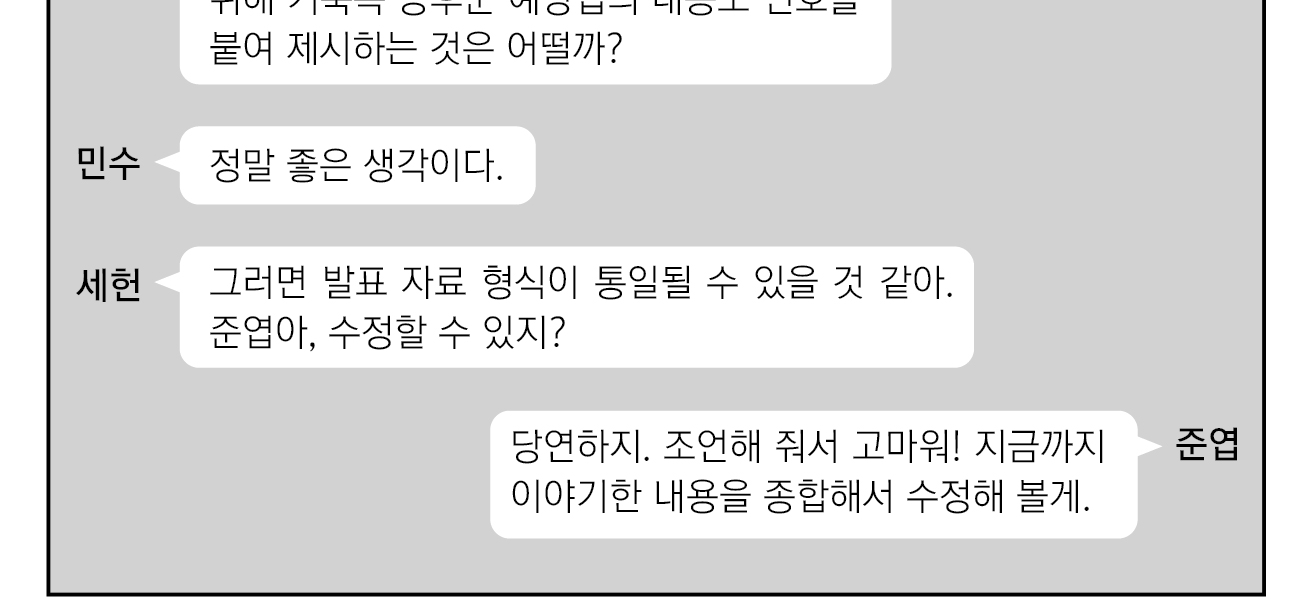 붙여 제시하는 것은 어떨까?
민수
정말 좋은 생각이다.
세헌
그러면 발표 자료 형식이 통일될 수 있을 것 같아.
준엽아, 수정할 수 있지?
당연하지. 조언해 줘서 고마워! 지금까지
이야기한 내용을 종합해서 수정해 볼게.
준엽